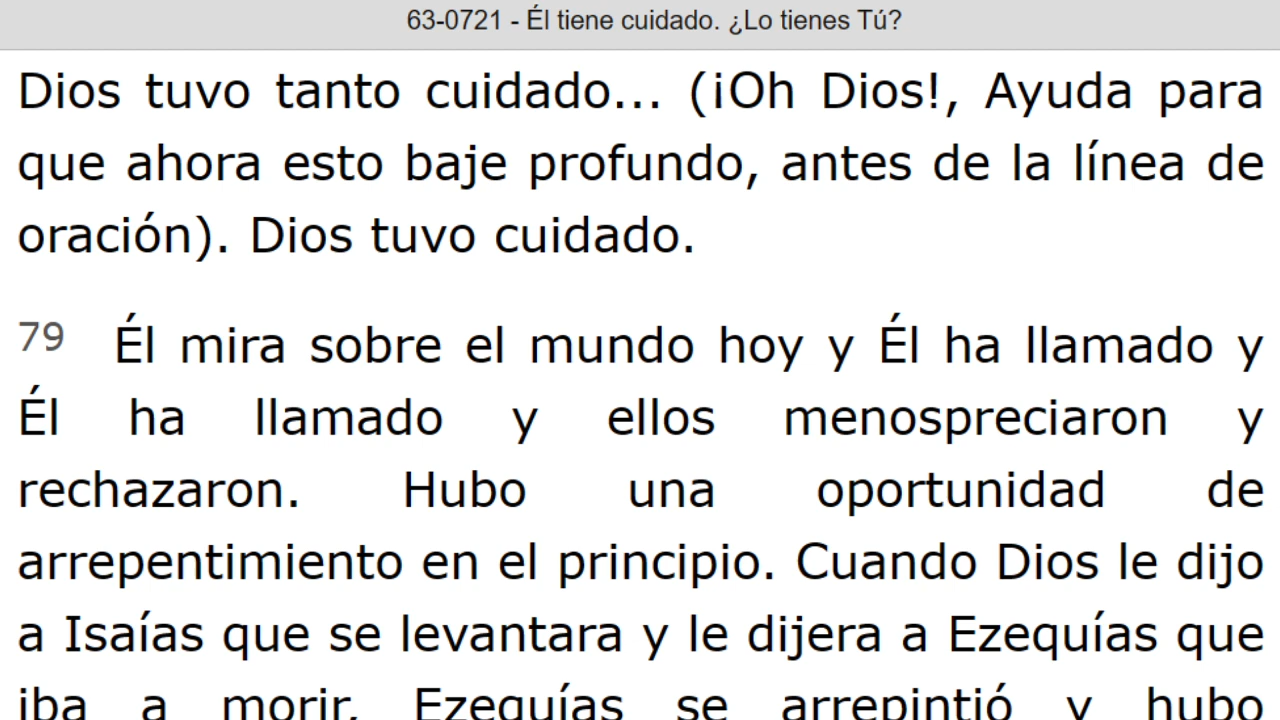 63-0721 - Él tiene cuidado. ¿Lo tienes Tú?
Dios tuvo tanto cuidado... (¡Oh Dios!, Ayuda para
que ahora esto baje profundo, antes de la línea de
oración). Dios tuvo cuidado.
79 Él mira sobre el mundo hoy y Él ha llamado y
Él ha llamado y ellos menospreciaron y
rechazaron. Hubo una oportunidad de
arrepentimiento en el principio. Cuando Dios le dijo
a Isaías que se levantara y le dijera a Ezequías que
iba a morir, Ezequías se arrepintió y hubo